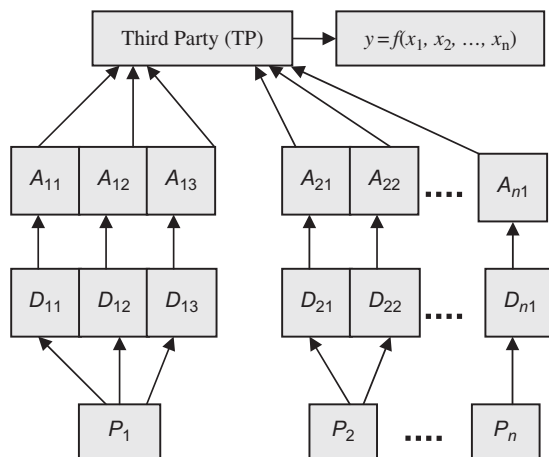 Third Party (TP) y = f(x₁, x₂, ..., xₙ)
A₁₁ A₁₂ A₁₃ A₂₁ A₂₂ .... Aₙ₁
D₁₁ D₁₂ D₁₃ D₂₁ D₂₂ .... Dₙ₁
P₁ P₂ .... Pₙ